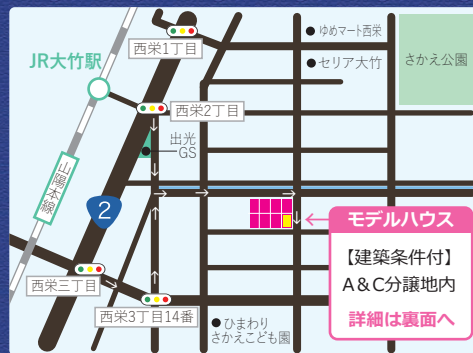 西栄1丁目
ゆめマート西栄
セリア大竹
さかえ公園
JR大竹駅
西栄2丁目
出光
GS
山陽本線
2
モデルハウス
【建築条件付】
A&C分譲地内
詳細は裏面へ
西栄三丁目
西栄3丁目14番
ひまわり
さかえこども園